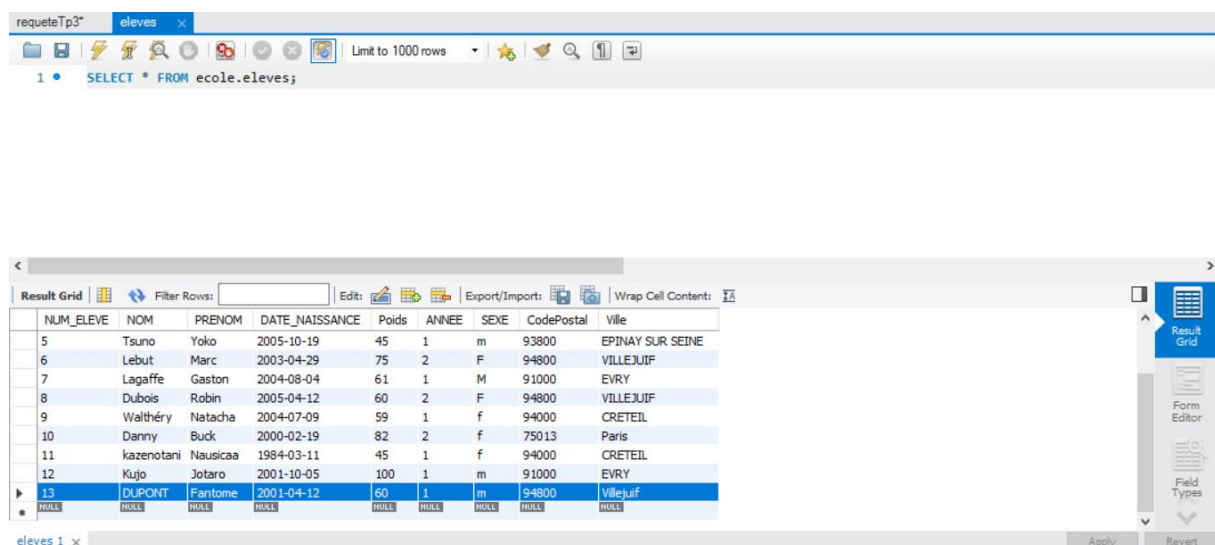 requeteTp3* eleves ×
Limit to 1000 rows
1 SELECT * FROM ecole.eleves;
Result Grid Filter Rows: Edit: Export/Import: Wrap Cell Content:
NUM_ELEVE NOM PRENOM DATE_NAISSANCE Poids ANNEE SEXE CodePostal Ville
5 Tsuno Yoko 2005-10-19 45 1 m 93800 EPINAY SUR SEINE
6 Lebut Marc 2003-04-29 75 2 F 94800 VILLEJUIF
7 Lagaffe Gaston 2004-08-04 61 1 M 91000 EVRY
8 Dubois Robin 2005-04-12 60 2 F 94800 VILLEJUIF
9 Walthéry Natacha 2004-07-09 59 1 f 94000 CRETEIL
10 Danny Buck 2000-02-19 82 2 f 75013 Paris
11 kazenotani Nausicaa 1984-03-11 45 1 f 94000 CRETEIL
12 Kujo Jotaro 2001-10-05 100 1 m 91000 EVRY
13 DUPONT Fantome 2001-04-12 60 1 m 94800 Villejuif
NULL NULL NULL NULL NULL NULL NULL NULL NULL
Result
Grid
Form
Editor
Field
Types
eleves 1 × Apply Revert